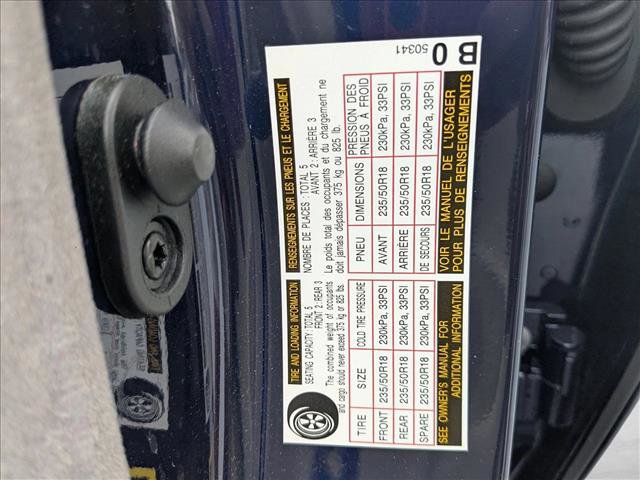 TIRE AND LOADING INFORMATION
SEATING CAPACITY: TOTAL 5
FRONT 2: REAR 3
The combined weight of occupants
and cargo should never exceed 375 kg or 825 lbs.
TIRE SIZE COLD TIRE PRESSURE
FRONT 235/50R18 230kPa, 33PSI
REAR 235/50R18 230kPa, 33PSI
SPARE 235/50R18 230kPa, 33PSI
SEE OWNER'S MANUAL FOR
ADDITIONAL INFORMATION
RENSEIGNEMENTS SUR LES PNEUS ET LE CHARGEMENT
NOMBRE DE PLACES : TOTAL 5
AVANT 2: ARRIÈRE 3
Le poids total des occupants et du chargement ne
doit jamais dépasser 375 kg ou 825 lb.
PNEU DIMENSIONS PRESSION DES
PNEUS À FROID
AVANT 235/50R18 230kPa, 33PSI
ARRIÈRE 235/50R18 230kPa, 33PSI
DE SECOURS 235/50R18 230kPa, 33PSI
VOIR LE MANUEL DE L'USAGER
POUR PLUS DE RENSEIGNEMENTS
50341
B0